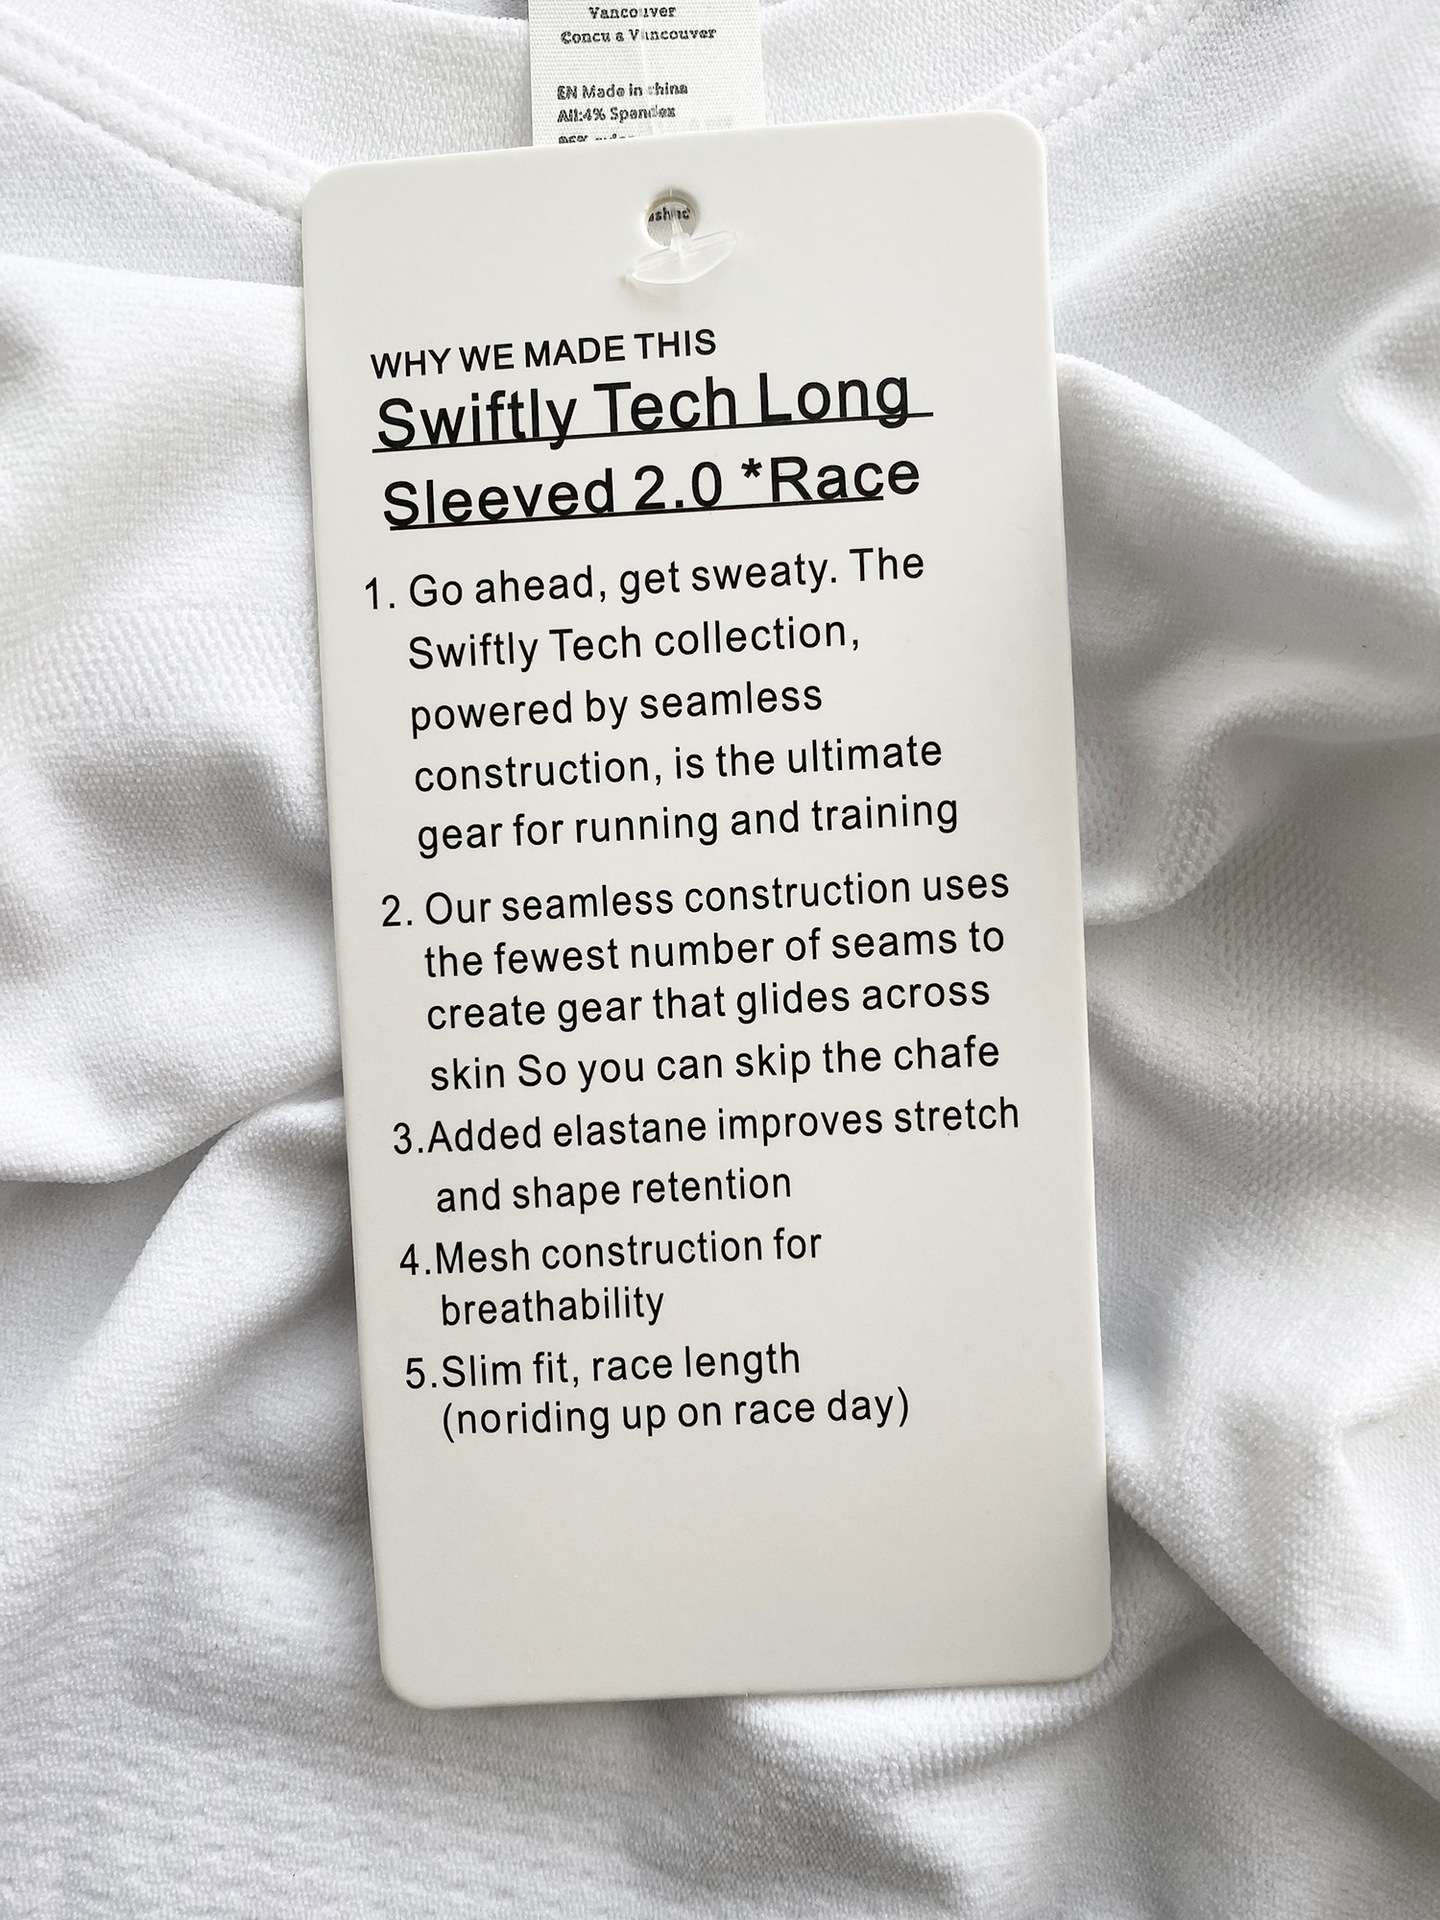 Vancouver
Concu a Vancouver
EN Made in china
All:4% Spandex
WHY WE MADE THIS
Swiftly Tech Long
Sleeved 2.0 *Race
1. Go ahead, get sweaty. The
Swiftly Tech collection,
powered by seamless
construction, is the ultimate
gear for running and training
2. Our seamless construction uses
the fewest number of seams to
create gear that glides across
skin So you can skip the chafe
3.Added elastane improves stretch
and shape retention
4.Mesh construction for
breathability
5.Slim fit, race length
(noriding up on race day)